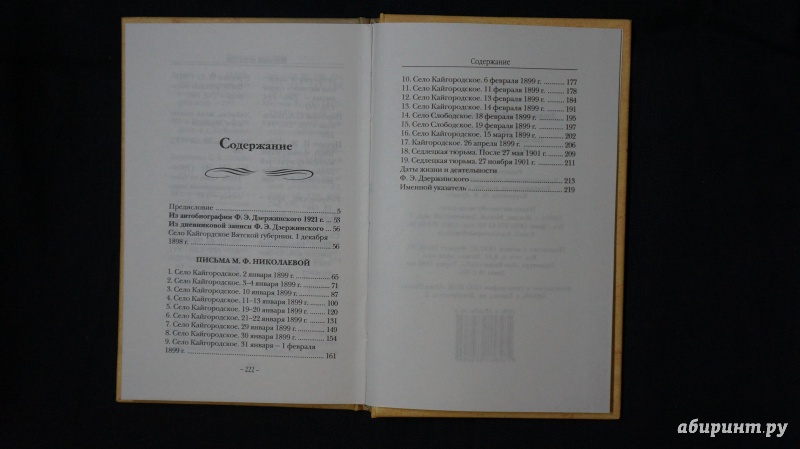 Содержание
Предисловие ... 5
Из автобиографии Ф. Э. Дзержинского 1921 г. ... 53
Из дневниковой записи Ф. Э. Дзержинского ... 56
Село Кайгордское Вятской губернии. 1 декабря
1898 г. ... 56
ПИСЬМА М. Ф. НИКОЛАЕВОЙ
1. Село Кайгородское. 2 января 1899 г. ... 65
2. Село Кайгородское. 3–4 января 1899 г. ... 71
3. Село Кайгородское. 10 января 1899 г. ... 87
4. Село Кайгородское. 11–13 января 1899 г. ... 100
5. Село Кайгородское. 19–20 января 1899 г. ... 120
6. Село Кайгородское. 21–22 января 1899 г. ... 131
7. Село Кайгородское. 29 января 1899 г. ... 149
8. Село Кайгородское. 30 января 1899 г. ... 154
9. Село Кайгородское. 31 января – 1 февраля
1899 г. ... 161
- 222 -
Содержание
10. Село Кайгородское. 6 февраля 1899 г. ... 177
11. Село Кайгородское. 11 февраля 1899 г. ... 178
12. Село Кайгородское. 13 февраля 1899 г. ... 184
13. Село Кайгородское. 14 февраля 1899 г. ... 191
14. Село Слободское. 18 февраля 1899 г. ... 195
15. Село Слободское. 19 февраля 1899 г. ... 197
16. Село Кайгородское. 15 марта 1899 г. ... 202
17. Кайгородское. 26 апреля 1899 г. ... 206
18. Седлецкая тюрьма. После 27 мая 1901 г. ... 209
19. Седлецкая тюрьма. 27 ноября 1901 г. ... 211
Даты жизни и деятельности
Ф. Э. Дзержинского ... 213
Именной указатель ... 219
абиринт.ру